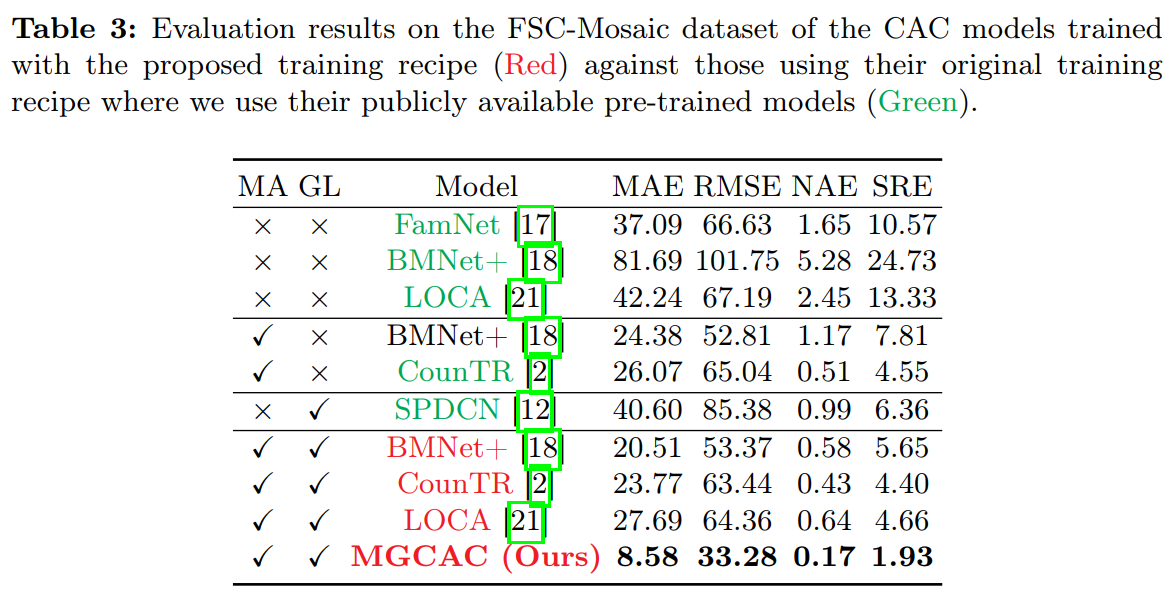 Table 3: Evaluation results on the FSC-Mosaic dataset of the CAC models trained
with the proposed training recipe (Red) against those using their original training
recipe where we use their publicly available pre-trained models (Green).
MA GL Model MAE RMSE NAE SRE
× × FamNet [17] 37.09 66.63 1.65 10.57
× × BMNet+ [18] 81.69 101.75 5.28 24.73
× × LOCA [21] 42.24 67.19 2.45 13.33
✓ × BMNet+ [18] 24.38 52.81 1.17 7.81
✓ × CounTR [2] 26.07 65.04 0.51 4.55
× ✓ SPDCN [12] 40.60 85.38 0.99 6.36
✓ ✓ BMNet+ [18] 20.51 53.37 0.58 5.65
✓ ✓ CounTR [2] 23.77 63.44 0.43 4.40
✓ ✓ LOCA [21] 27.69 64.36 0.64 4.66
✓ ✓ MGCAC (Ours) 8.58 33.28 0.17 1.93